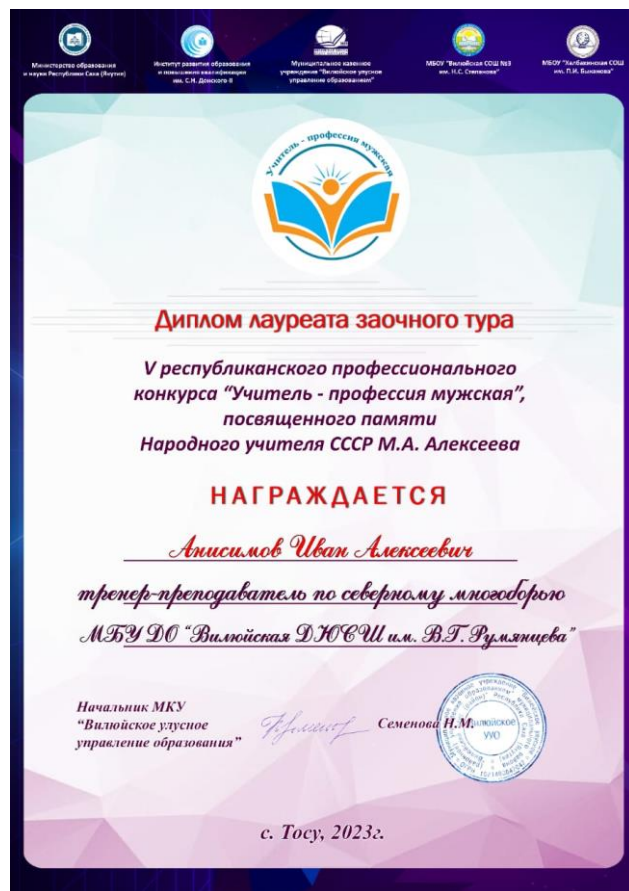 Министерство образования
и науки Республики Саха (Якутия)
Институт развития образования
и повышения квалификации
им. С.Н. Донского-II
Муниципальное казенное
учреждение "Вилюйское улусное
управление образованием"
МБОУ "Вилюйская СОШ №3
им. Н.С. Степанова"
МБОУ "Халбакинская СОШ
им. П.И. Быканова"
Учитель - профессия мужская
Диплом лауреата заочного тура
V республиканского профессионального
конкурса “Учитель - профессия мужская”,
посвященного памяти
Народного учителя СССР М.А. Алексеева
НАГРАЖДАЕТСЯ
Анисимов Иван Алексеевич
тренер-преподаватель по северному многоборью
МБУ ДО “Вилюйская ДЮСШ им. В.Г. Румянцева”
Начальник МКУ
“Вилюйское улусное
управление образования”
Семенова Н.М.
Вилюйское
УУО
с. Тосу, 2023г.